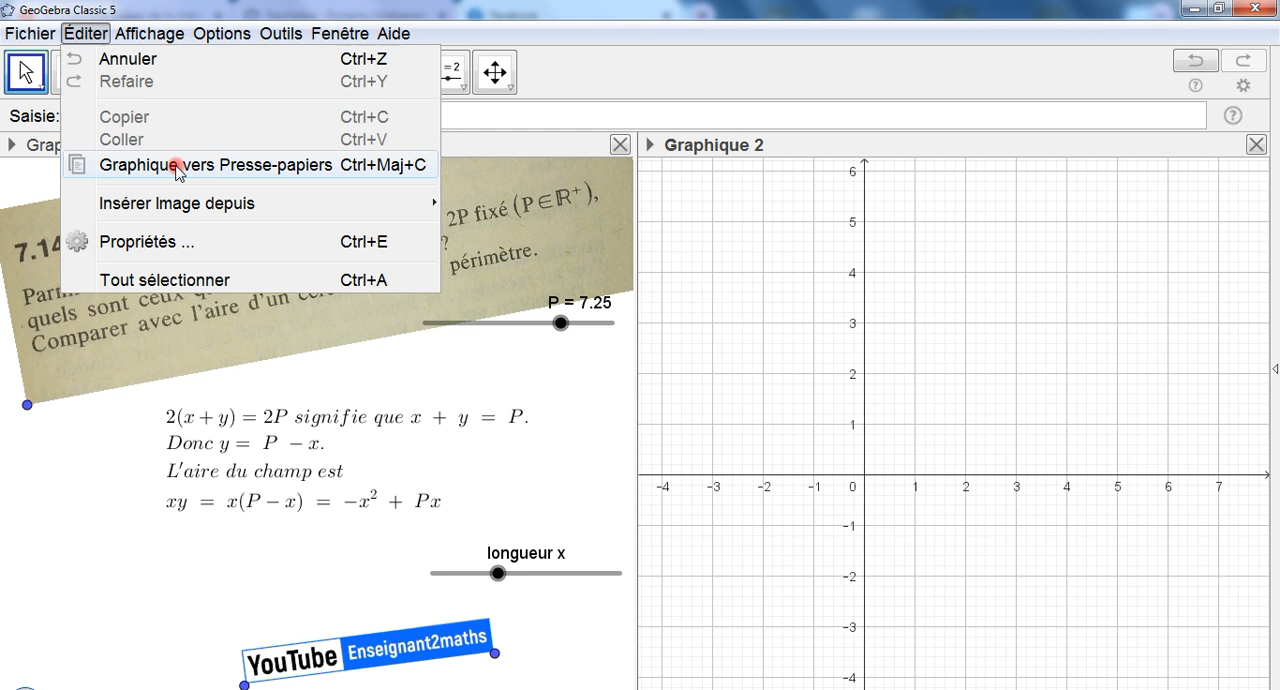 GeoGebra Classic 5
Fichier Éditer Affichage Options Outils Fenêtre Aide
Annuler Ctrl+Z
Refaire Ctrl+Y
Copier Ctrl+C
Coller Ctrl+V
Graphique vers Presse-papiers Ctrl+Maj+C
Insérer Image depuis
Propriétés ... Ctrl+E
Tout sélectionner Ctrl+A
= 2
Saisie:
Graphique 2
7.14
2P fixé (P∈ℝ⁺),
?
quels sont ceux
périmètre.
Comparer avec l'aire d'un
P = 7.25
2(x + y) = 2P signifie que x + y = P.
Donc y = P − x.
L'aire du champ est
xy = x(P − x) = −x² + Px
longueur x
YouTube Enseignant2maths
6
5
4
3
2
1
−4 −3 −2 −1 0 1 2 3 4 5 6 7
−1
−2
−3
−4